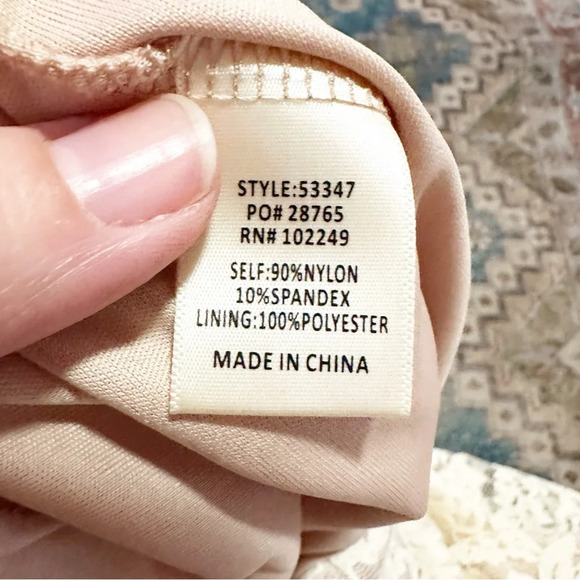 STYLE:53347
PO# 28765
RN# 102249
SELF:90%NYLON
10%SPANDEX
LINING:100%POLYESTER
MADE IN CHINA